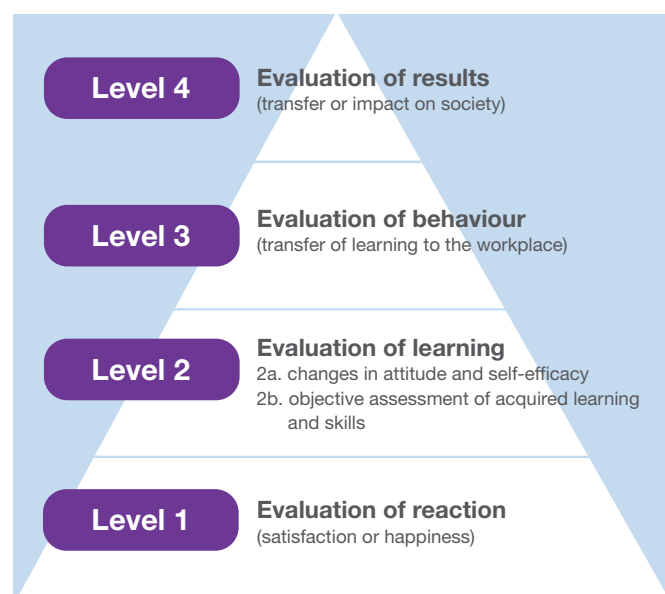 Level 4
Evaluation of results
(transfer or impact on society)
Level 3
Evaluation of behaviour
(transfer of learning to the workplace)
Level 2
Evaluation of learning
2a. changes in attitude and self-efficacy
2b. objective assessment of acquired learning
and skills
Level 1
Evaluation of reaction
(satisfaction or happiness)